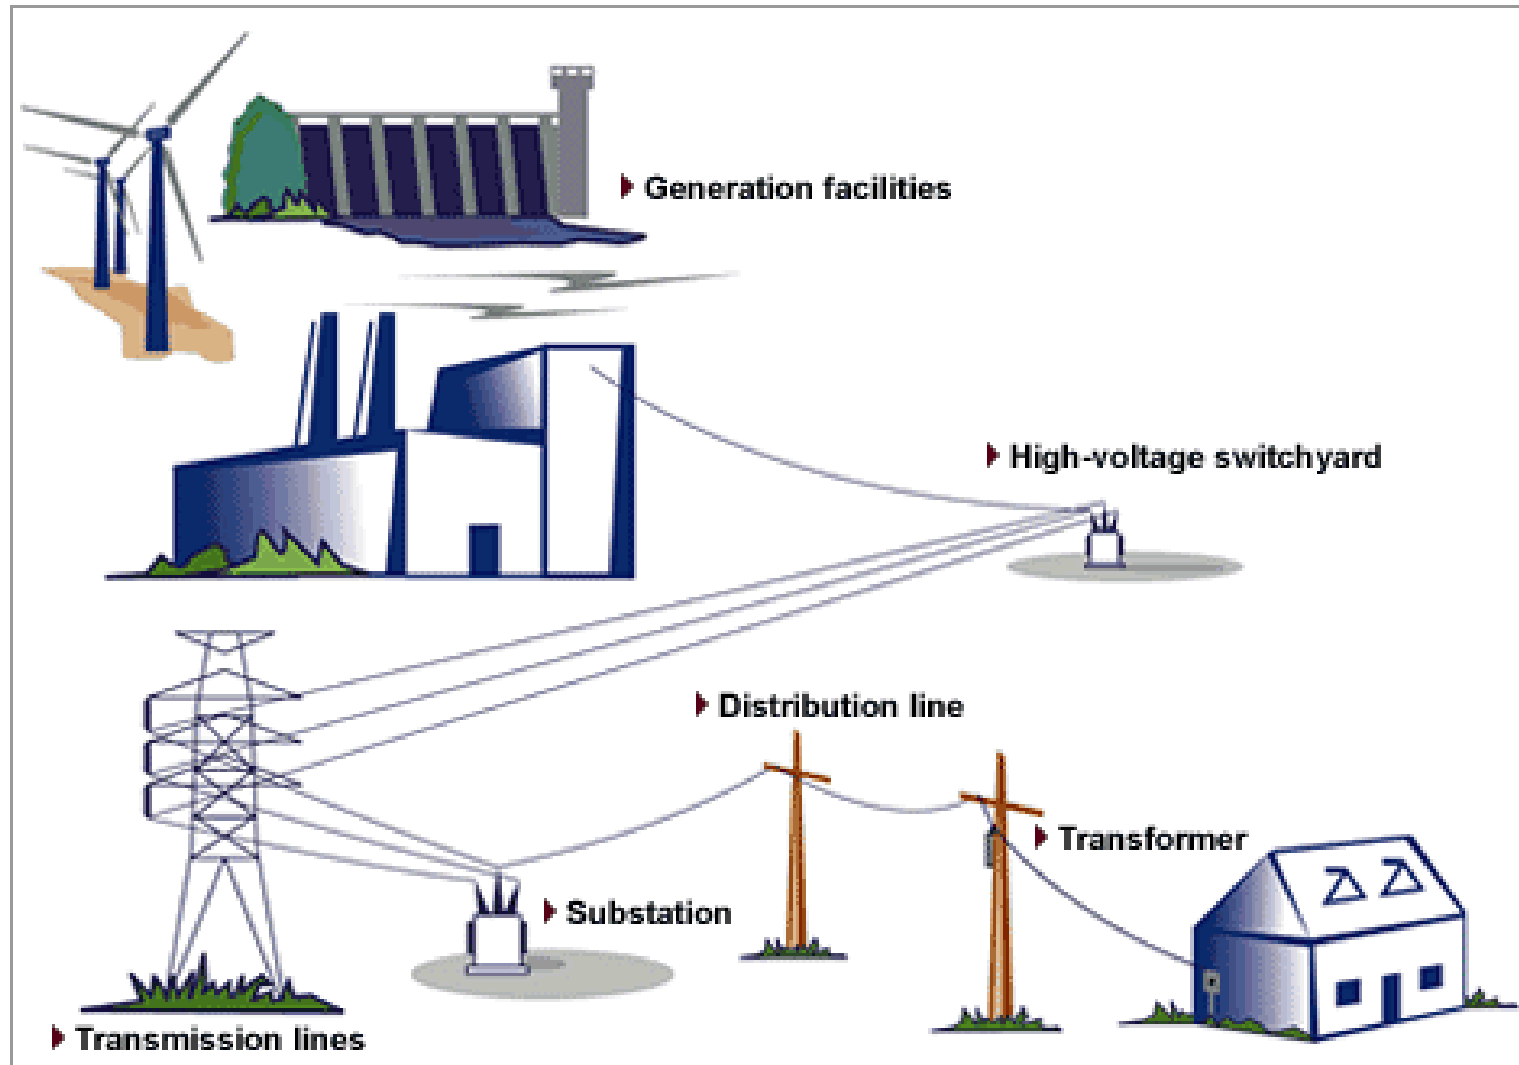 Generation facilities
High-voltage switchyard
Distribution line
Transformer
Substation
Transmission lines